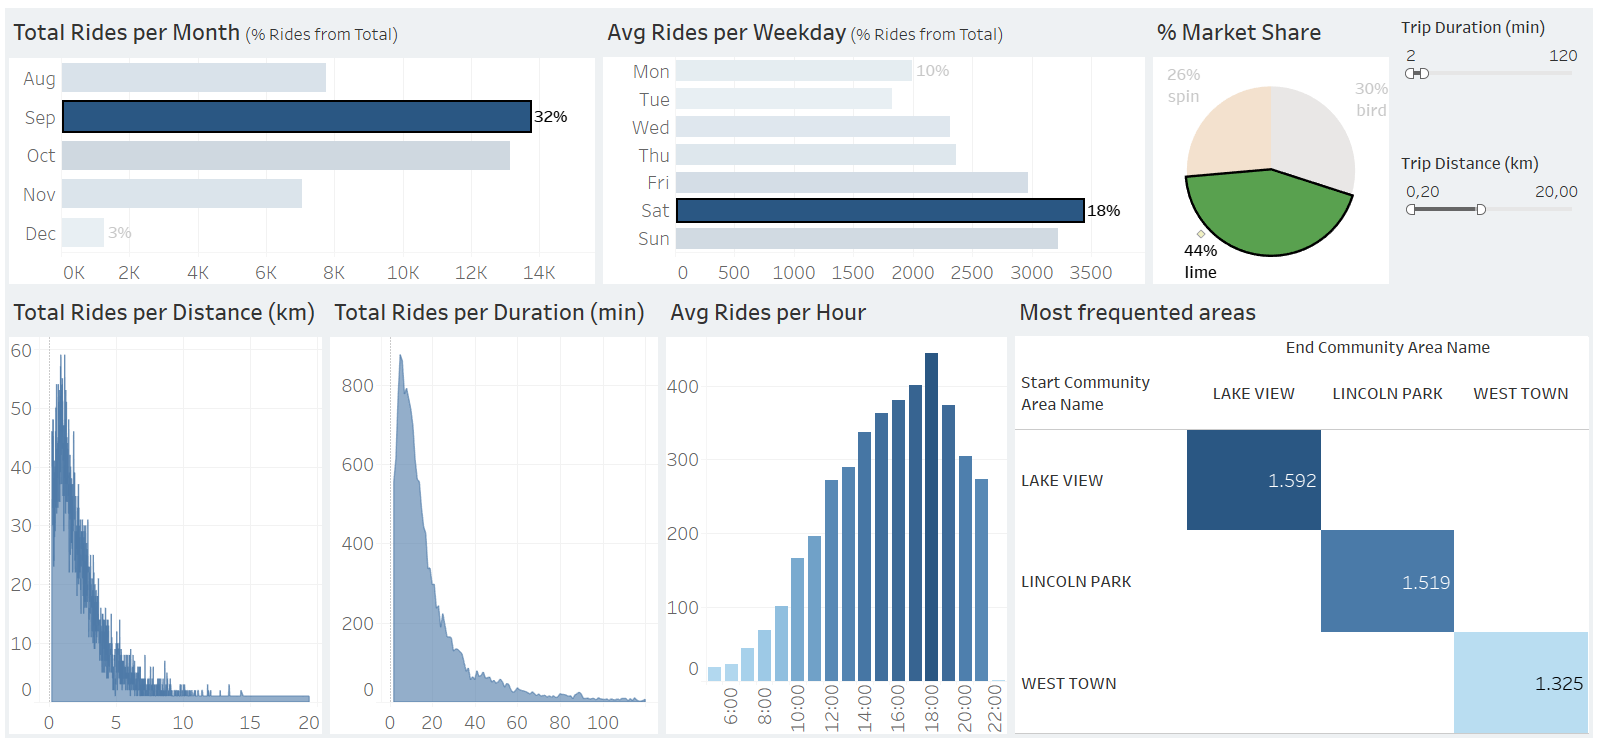 Total Rides per Month (% Rides from Total)
Aug
Sep
32%
Oct
Nov
Dec
3%
0K 2K 4K 6K 8K 10K 12K 14K
Avg Rides per Weekday (% Rides from Total)
Mon
10%
Tue
Wed
Thu
Fri
Sat
18%
Sun
0 500 1000 1500 2000 2500 3000 3500
% Market Share
26%
spin
30%
bird
44%
lime
Trip Duration (min)
2 120
Trip Distance (km)
0,20 20,00
Total Rides per Distance (km)
60
50
40
30
20
10
0
0 5 10 15 20
Total Rides per Duration (min)
800
600
400
200
0
0 20 40 60 80 100
Avg Rides per Hour
400
300
200
100
0
6:00 8:00 10:00 12:00 14:00 16:00 18:00 20:00 22:00
Most frequented areas
End Community Area Name
Start Community
Area Name
LAKE VIEW LINCOLN PARK WEST TOWN
LAKE VIEW 1.592
LINCOLN PARK 1.519
WEST TOWN 1.325